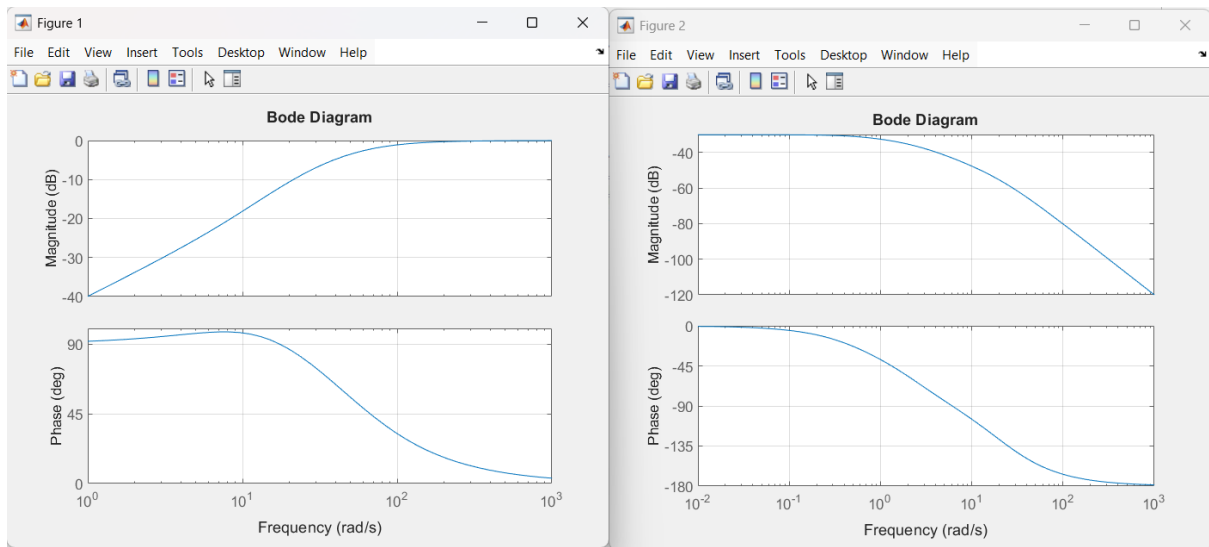 Figure 1
File Edit View Insert Tools Desktop Window Help
Bode Diagram
Magnitude (dB)
0
-10
-20
-30
-40
Phase (deg)
90
45
0
10^0 10^1 10^2 10^3
Frequency (rad/s)
Figure 2
File Edit View Insert Tools Desktop Window Help
Bode Diagram
Magnitude (dB)
-40
-60
-80
-100
-120
Phase (deg)
0
-45
-90
-135
-180
10^-2 10^-1 10^0 10^1 10^2 10^3
Frequency (rad/s)